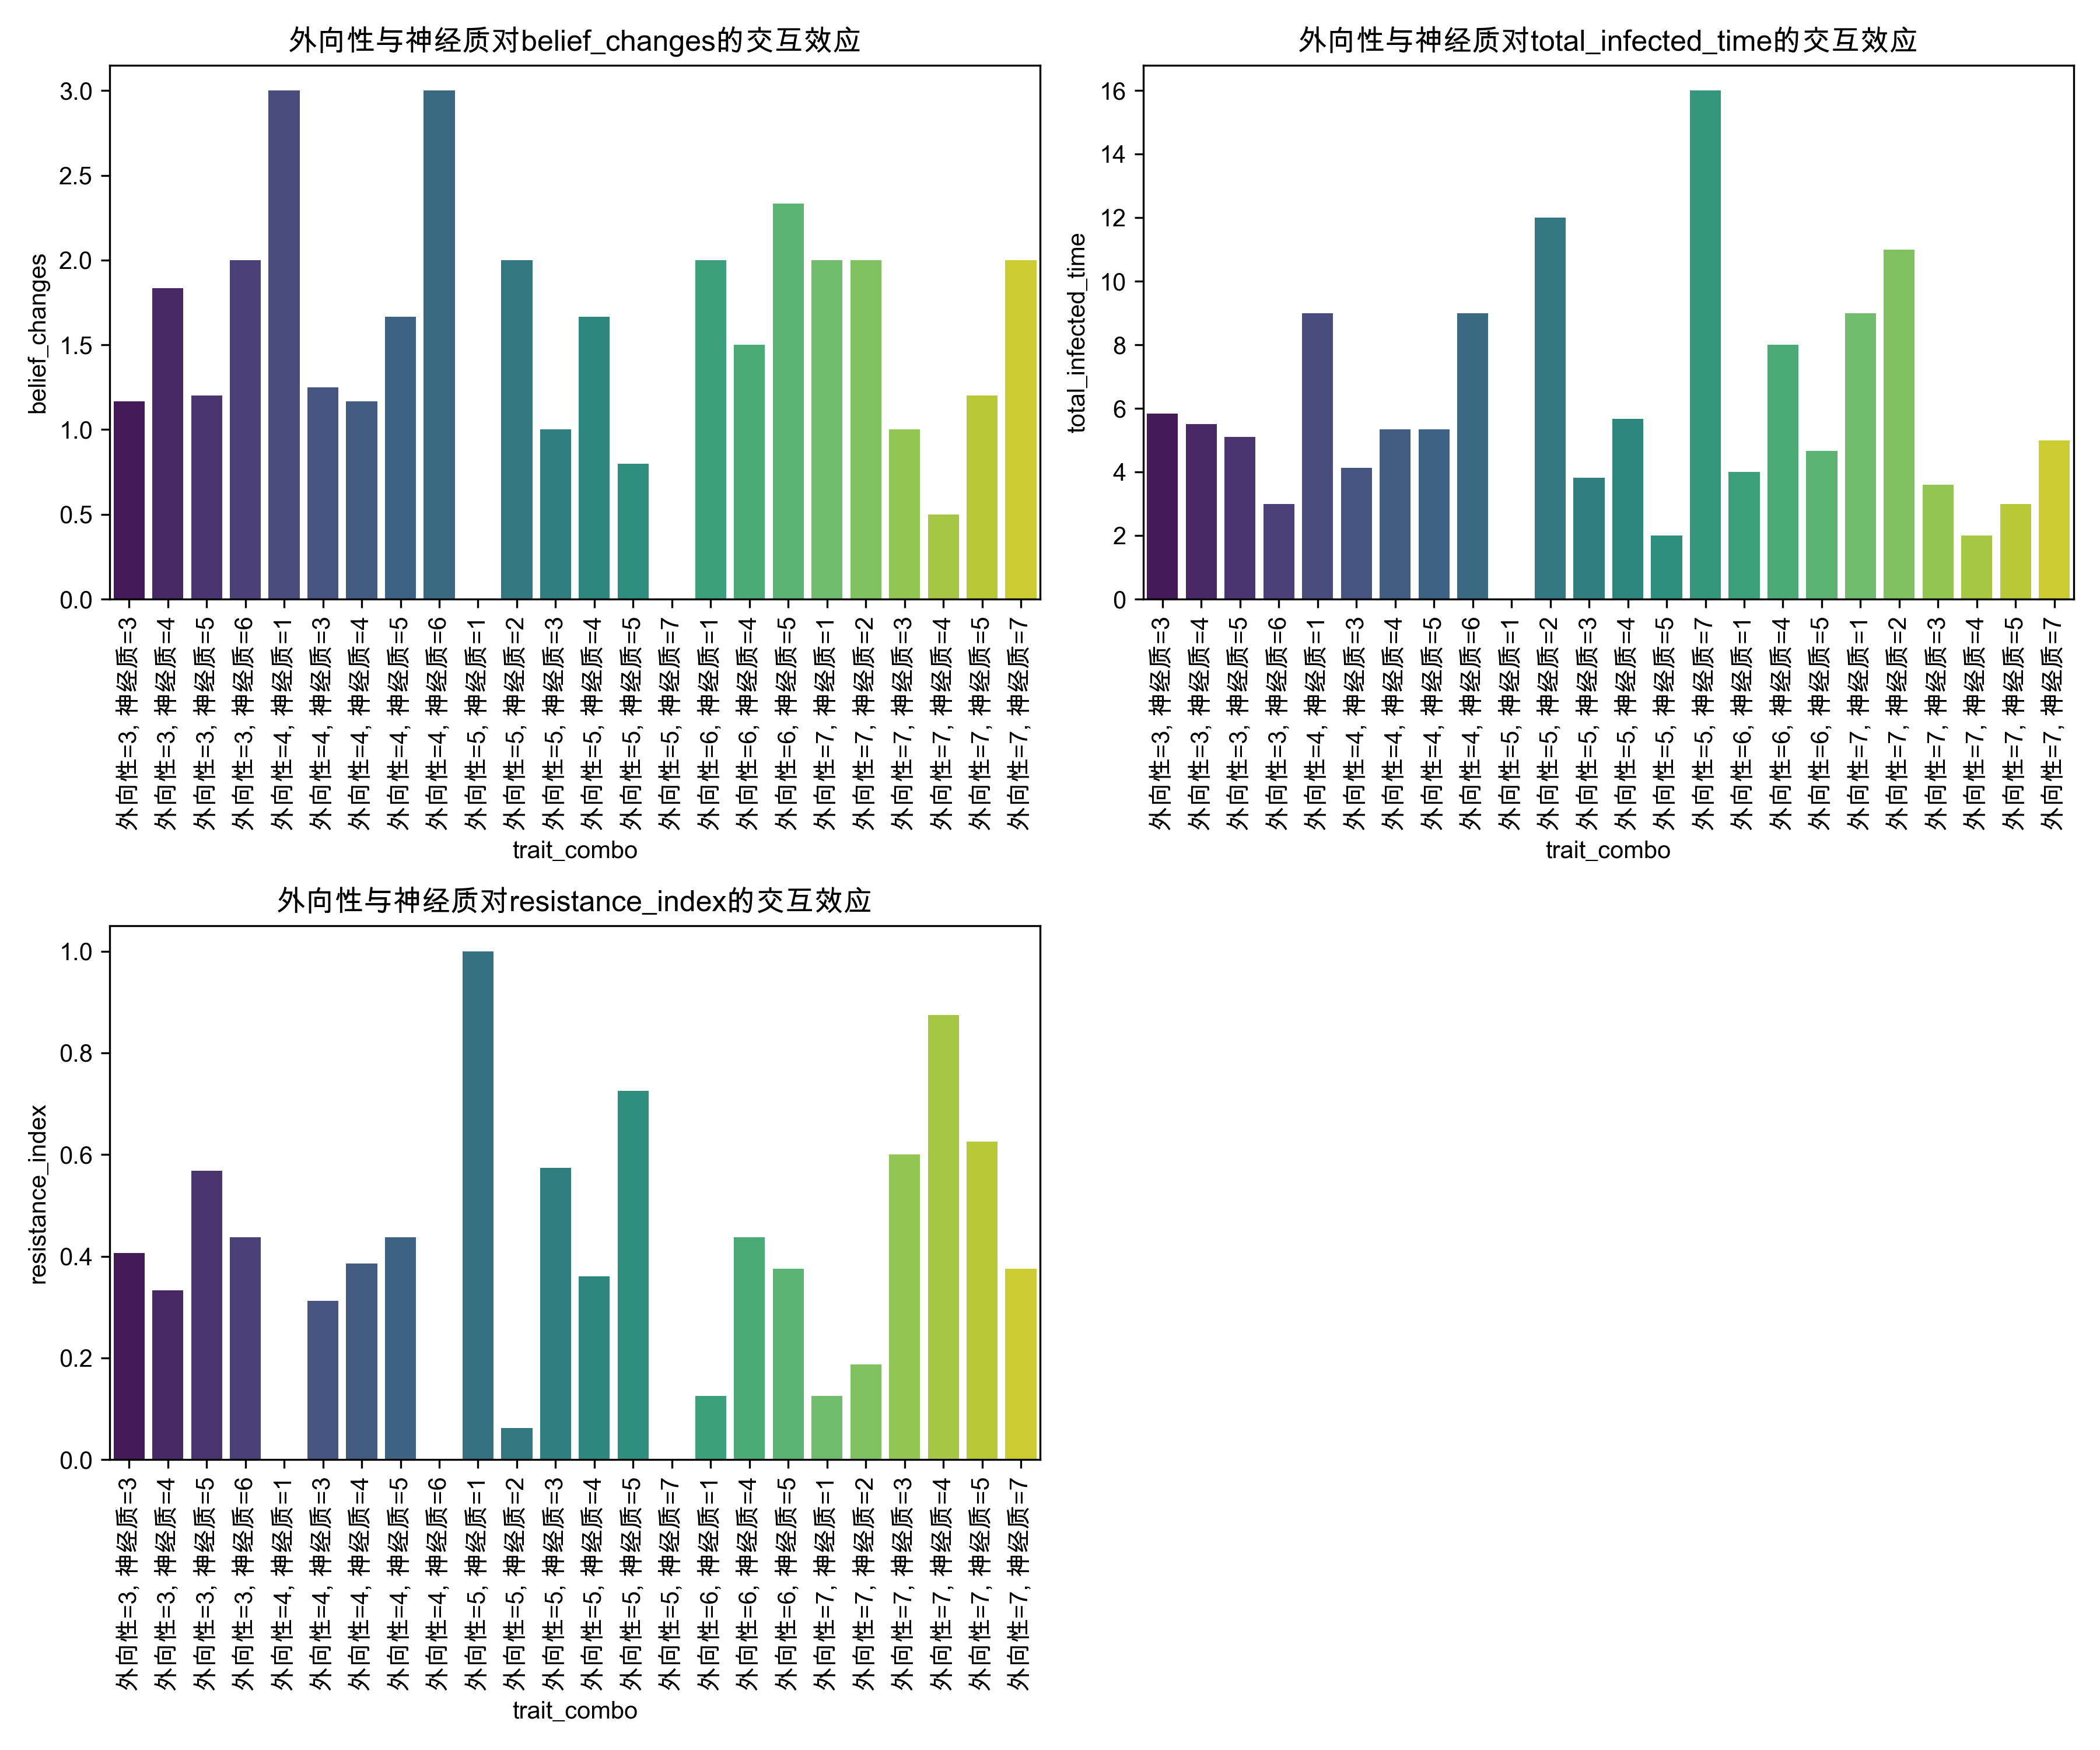 外向性与神经质对belief_changes的交互效应
3.0
2.5
2.0
1.5
1.0
0.5
0.0
belief_changes
外向性=3, 神经质=3
外向性=3, 神经质=4
外向性=3, 神经质=5
外向性=3, 神经质=6
外向性=4, 神经质=1
外向性=4, 神经质=3
外向性=4, 神经质=4
外向性=4, 神经质=5
外向性=4, 神经质=6
外向性=5, 神经质=1
外向性=5, 神经质=2
外向性=5, 神经质=3
外向性=5, 神经质=4
外向性=5, 神经质=5
外向性=5, 神经质=7
外向性=6, 神经质=1
外向性=6, 神经质=4
外向性=6, 神经质=5
外向性=7, 神经质=1
外向性=7, 神经质=2
外向性=7, 神经质=3
外向性=7, 神经质=4
外向性=7, 神经质=5
外向性=7, 神经质=7
trait_combo
外向性与神经质对total_infected_time的交互效应
16
14
12
10
8
6
4
2
0
total_infected_time
外向性=3, 神经质=3
外向性=3, 神经质=4
外向性=3, 神经质=5
外向性=3, 神经质=6
外向性=4, 神经质=1
外向性=4, 神经质=3
外向性=4, 神经质=4
外向性=4, 神经质=5
外向性=4, 神经质=6
外向性=5, 神经质=1
外向性=5, 神经质=2
外向性=5, 神经质=3
外向性=5, 神经质=4
外向性=5, 神经质=5
外向性=5, 神经质=7
外向性=6, 神经质=1
外向性=6, 神经质=4
外向性=6, 神经质=5
外向性=7, 神经质=1
外向性=7, 神经质=2
外向性=7, 神经质=3
外向性=7, 神经质=4
外向性=7, 神经质=5
外向性=7, 神经质=7
trait_combo
外向性与神经质对resistance_index的交互效应
1.0
0.8
0.6
0.4
0.2
0.0
resistance_index
外向性=3, 神经质=3
外向性=3, 神经质=4
外向性=3, 神经质=5
外向性=3, 神经质=6
外向性=4, 神经质=1
外向性=4, 神经质=3
外向性=4, 神经质=4
外向性=4, 神经质=5
外向性=4, 神经质=6
外向性=5, 神经质=1
外向性=5, 神经质=2
外向性=5, 神经质=3
外向性=5, 神经质=4
外向性=5, 神经质=5
外向性=5, 神经质=7
外向性=6, 神经质=1
外向性=6, 神经质=4
外向性=6, 神经质=5
外向性=7, 神经质=1
外向性=7, 神经质=2
外向性=7, 神经质=3
外向性=7, 神经质=4
外向性=7, 神经质=5
外向性=7, 神经质=7
trait_combo